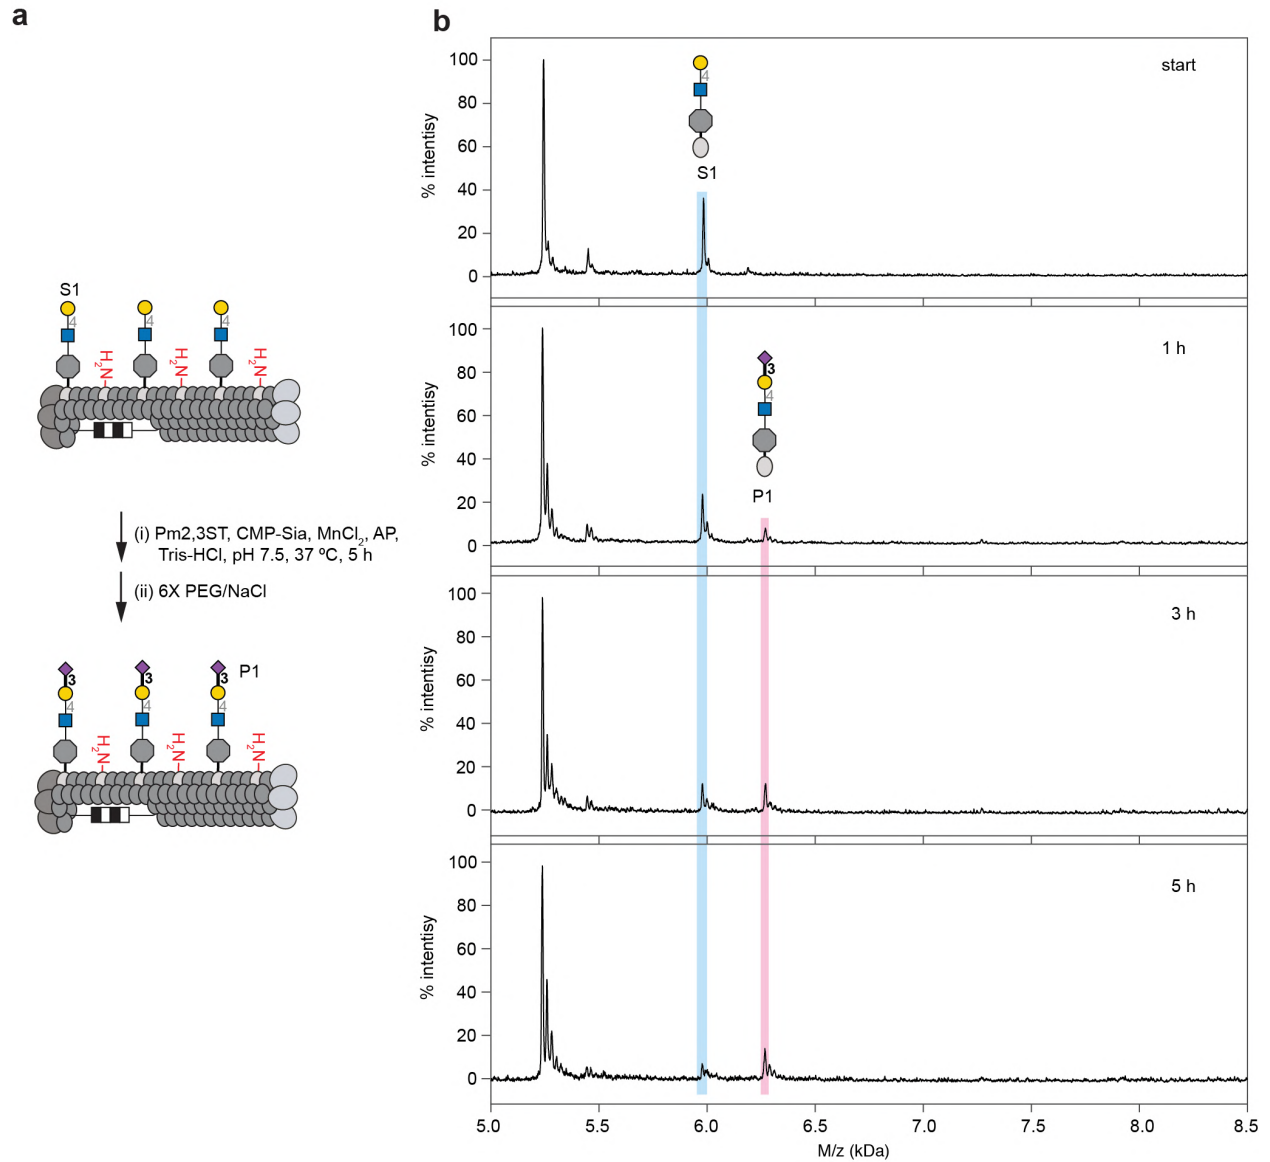 a
S1
4
4
4
H₂N
H₂N
H₂N
(i) Pm2,3ST, CMP-Sia, MnCl₂, AP,
Tris-HCl, pH 7.5, 37 ºC, 5 h
(ii) 6X PEG/NaCl
P1
3
3
3
4
4
4
H₂N
H₂N
H₂N
b
start
4
S1
% intentisy
100
80
60
40
20
0
1 h
3
4
P1
% intentisy
100
80
60
40
20
0
3 h
% intentisy
100
80
60
40
20
0
5 h
% intentisy
100
80
60
40
20
0
5.0 5.5 6.0 6.5 7.0 7.5 8.0 8.5
M/z (kDa)